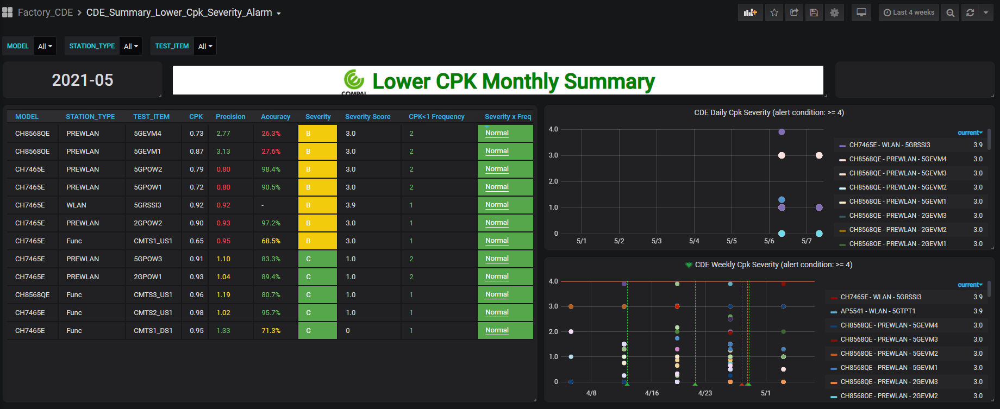 Factory_CDE > CDE_Summary_Lower_Cpk_Severity_Alarm
Last 4 weeks
MODEL All STATION_TYPE All TEST_ITEM All
2021-05
COMPAL
Lower CPK Monthly Summary
MODEL STATION_TYPE TEST_ITEM CPK Precision Accuracy Severity Severity Score CPK<1 Frequency Severity x Freq
CH8568QE PREWLAN 5GEVM4 0.73 2.77 26.3% B 3.0 2 Normal
CH8568QE PREWLAN 5GEVM1 0.87 3.13 27.6% B 3.0 2 Normal
CH7465E PREWLAN 5GPOW2 0.79 0.80 98.4% B 3.0 2 Normal
CH7465E PREWLAN 5GPOW1 0.72 0.80 90.5% B 3.0 2 Normal
CH7465E WLAN 5GRSSI3 0.92 0.92 - B 3.9 1 Normal
CH7465E PREWLAN 2GPOW2 0.90 0.93 97.2% B 3.0 1 Normal
CH7465E Func CMTS1_US1 0.65 0.95 68.5% B 3.0 1 Normal
CH7465E PREWLAN 5GPOW3 0.91 1.10 83.3% C 1.0 2 Normal
CH7465E PREWLAN 2GPOW1 0.93 1.04 89.4% C 1.0 2 Normal
CH8568QE Func CMTS3_US1 0.96 1.19 80.7% C 1.0 1 Normal
CH7465E Func CMTS2_US1 0.98 1.02 95.7% C 1.0 1 Normal
CH7465E Func CMTS1_DS1 0.95 1.33 71.3% C 0 1 Normal
CDE Daily Cpk Severity (alert condition: >= 4)
4.0
3.0
2.0
1.0
0
5/1 5/2 5/3 5/4 5/5 5/6 5/7
current
CH7465E - WLAN - 5GRSSI3 3.9
CH8568QE - PREWLAN - 5GEVM4 3.0
CH8568QE - PREWLAN - 5GEVM3 3.0
CH8568QE - PREWLAN - 5GEVM2 3.0
CH8568QE - PREWLAN - 5GEVM1 3.0
CH8568QE - PREWLAN - 2GEVM3 3.0
CH8568QE - PREWLAN - 2GEVM2 3.0
CH8568QE - PREWLAN - 2GEVM1 3.0
CDE Weekly Cpk Severity (alert condition: >= 4)
4.0
3.0
2.0
1.0
0
4/8 4/16 4/23 5/1
current
CH7465E - WLAN - 5GRSSI3 3.9
AP5541 - WLAN - 5GTPT1 3.9
CH8568QE - PREWLAN - 5GEVM4 3.0
CH8568QE - PREWLAN - 5GEVM3 3.0
CH8568QE - PREWLAN - 5GEVM2 3.0
CH8568QE - PREWLAN - 5GEVM1 3.0
CH8568QE - PREWLAN - 2GEVM3 3.0
CH8568QE - PREWLAN - 2GEVM2 3.0